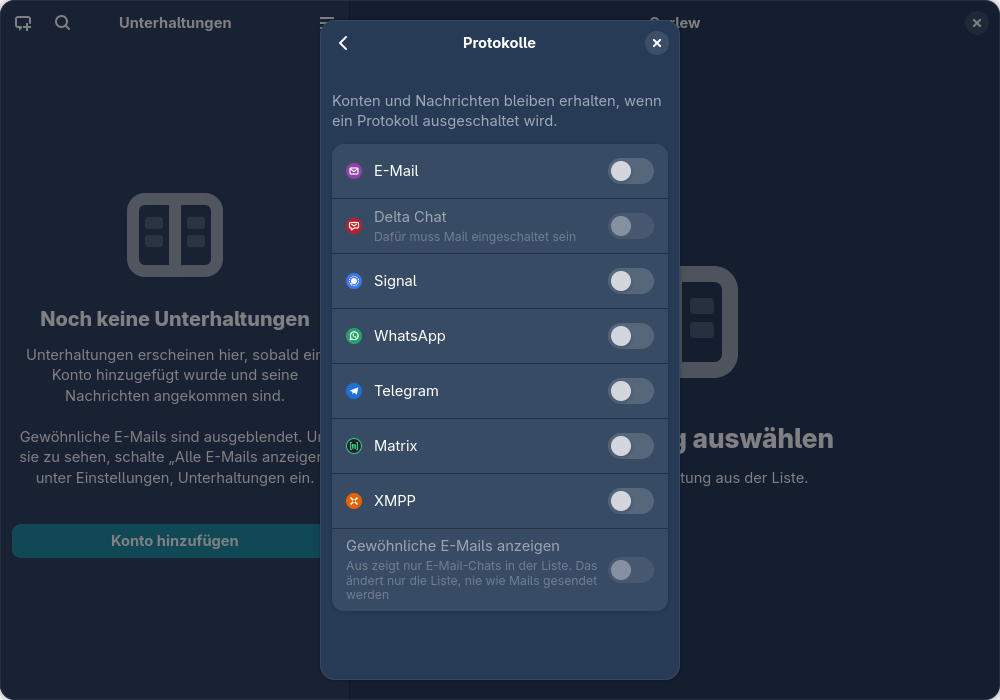 Unterhaltungen
Protokolle
Konten und Nachrichten bleiben erhalten, wenn
ein Protokoll ausgeschaltet wird.
E-Mail
Delta Chat
Dafür muss Mail eingeschaltet sein
Signal
WhatsApp
Telegram
Matrix
XMPP
Gewöhnliche E-Mails anzeigen
Aus zeigt nur E-Mail-Chats in der Liste. Das
ändert nur die Liste, nie wie Mails gesendet
werden
Noch keine Unterhaltungen
Unterhaltungen erscheinen hier, sobald ein
Konto hinzugefügt wurde und seine
Nachrichten angekommen sind.
Gewöhnliche E-Mails sind ausgeblendet.
sie zu sehen, schalte „Alle E-Mails anzeigen
unter Einstellungen, Unterhaltungen ein.
Konto hinzufügen
auswählen
aus der Liste.